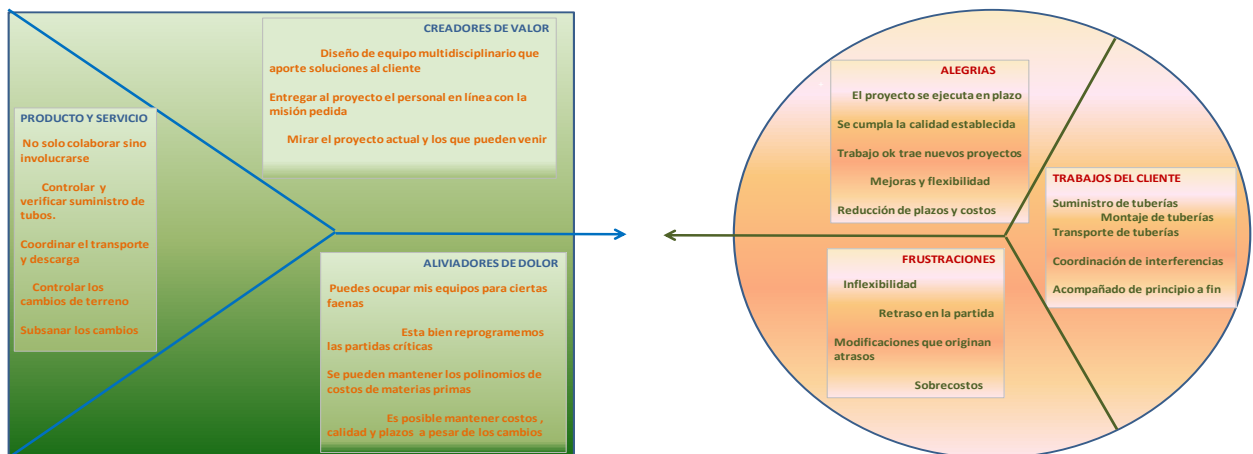 CREADORES DE VALOR
Diseño de equipo multidisciplinario que
aporte soluciones al cliente
Entregar al proyecto el personal en línea con la
misión pedida
Mirar el proyecto actual y los que pueden venir
PRODUCTO Y SERVICIO
No solo colaborar sino
involucrarse
Controlar y
verificar suministro de
tubos.
Coordinar el transporte
y descarga
Controlar los
cambios de terreno
Subsanar los cambios
ALIVIADORES DE DOLOR
Puedes ocupar mis equipos para ciertas
faenas
Esta bien reprogramemos
las partidas críticas
Se pueden mantener los polinomios de
costos de materias primas
Es posible mantener costos ,
calidad y plazos a pesar de los cambios
ALEGRIAS
El proyecto se ejecuta en plazo
Se cumpla la calidad establecida
Trabajo ok trae nuevos proyectos
Mejoras y flexibilidad
Reducción de plazos y costos
FRUSTRACIONES
Inflexibilidad
Retraso en la partida
Modificaciones que originan
atrasos
Sobrecostos
TRABAJOS DEL CLIENTE
Suministro de tuberías
Montaje de tuberías
Transporte de tuberías
Coordinación de interferencias
Acompañado de principio a fin